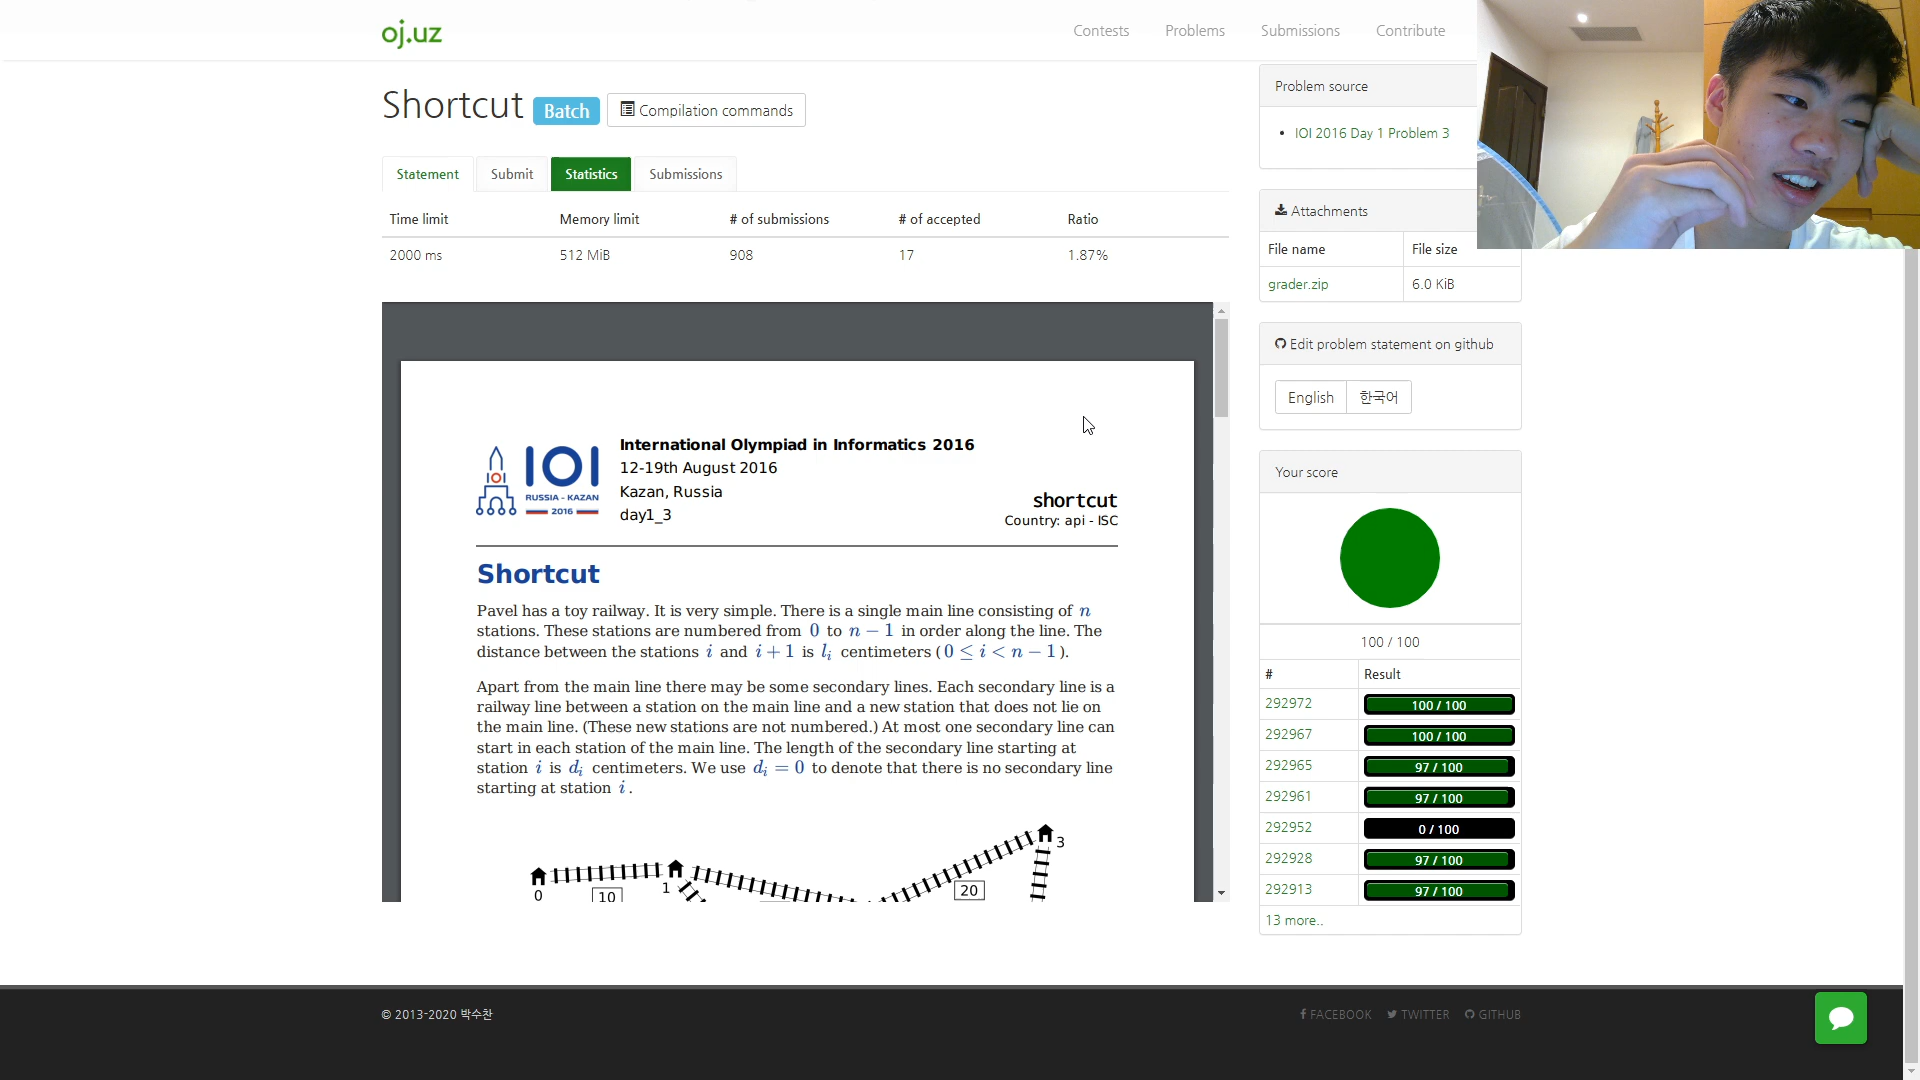 oj.uz
Contests Problems Submissions Contribute
Shortcut Batch Compilation commands
Statement Submit Statistics Submissions
Time limit Memory limit # of submissions # of accepted Ratio
2000 ms 512 MiB 908 17 1.87%
International Olympiad in Informatics 2016
12-19th August 2016
Kazan, Russia
day1_3
IOI
RUSSIA - KAZAN
2016
shortcut
Country: api - ISC
Shortcut
Pavel has a toy railway. It is very simple. There is a single main line consisting of n
stations. These stations are numbered from 0 to n − 1 in order along the line. The
distance between the stations i and i + 1 is l_i centimeters (0 ≤ i < n − 1).
Apart from the main line there may be some secondary lines. Each secondary line is a
railway line between a station on the main line and a new station that does not lie on
the main line. (These new stations are not numbered.) At most one secondary line can
start in each station of the main line. The length of the secondary line starting at
station i is d_i centimeters. We use d_i = 0 to denote that there is no secondary line
starting at station i.
0 10 1 20 3
Problem source
IOI 2016 Day 1 Problem 3
Attachments
File name File size
grader.zip 6.0 KiB
Edit problem statement on github
English 한국어
Your score
100 / 100
# Result
292972 100 / 100
292967 100 / 100
292965 97 / 100
292961 97 / 100
292952 0 / 100
292928 97 / 100
292913 97 / 100
13 more..
© 2013-2020 박수찬
FACEBOOK TWITTER GITHUB